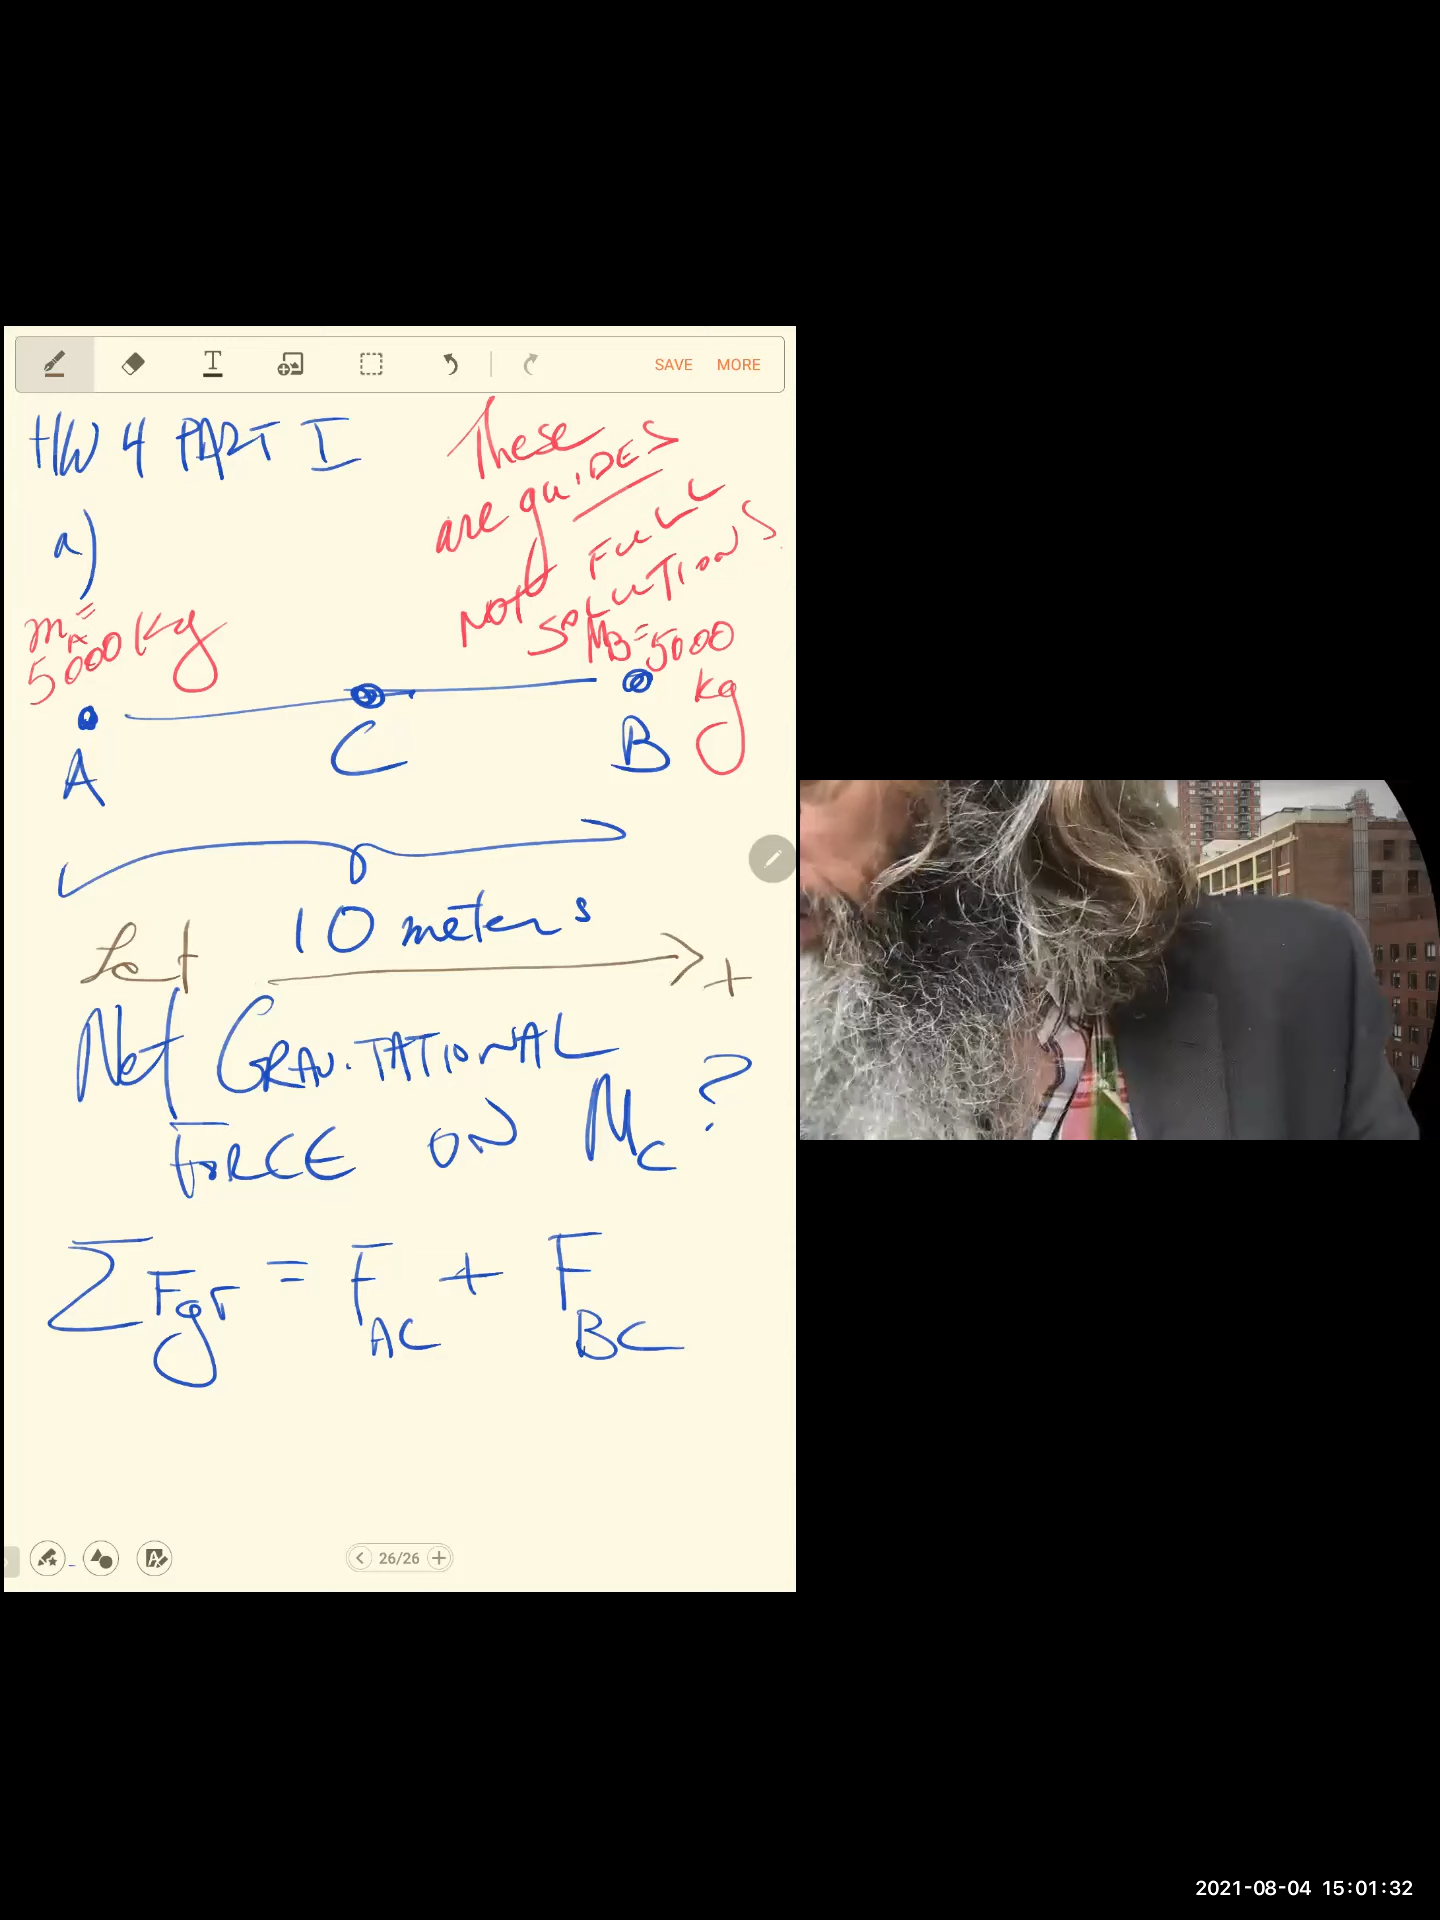 SAVE MORE
HW 4 PART I
These
are guiDES
Not FULL
SOLUTIONS
a)
mA =
5000 kg
MB = 5000
kg
A C B
10 meters
Let +
Net GRAVITATIONAL
FORCE ON MC ?
ΣFgr = FAC + FBC
26/26
2021-08-04 15:01:32